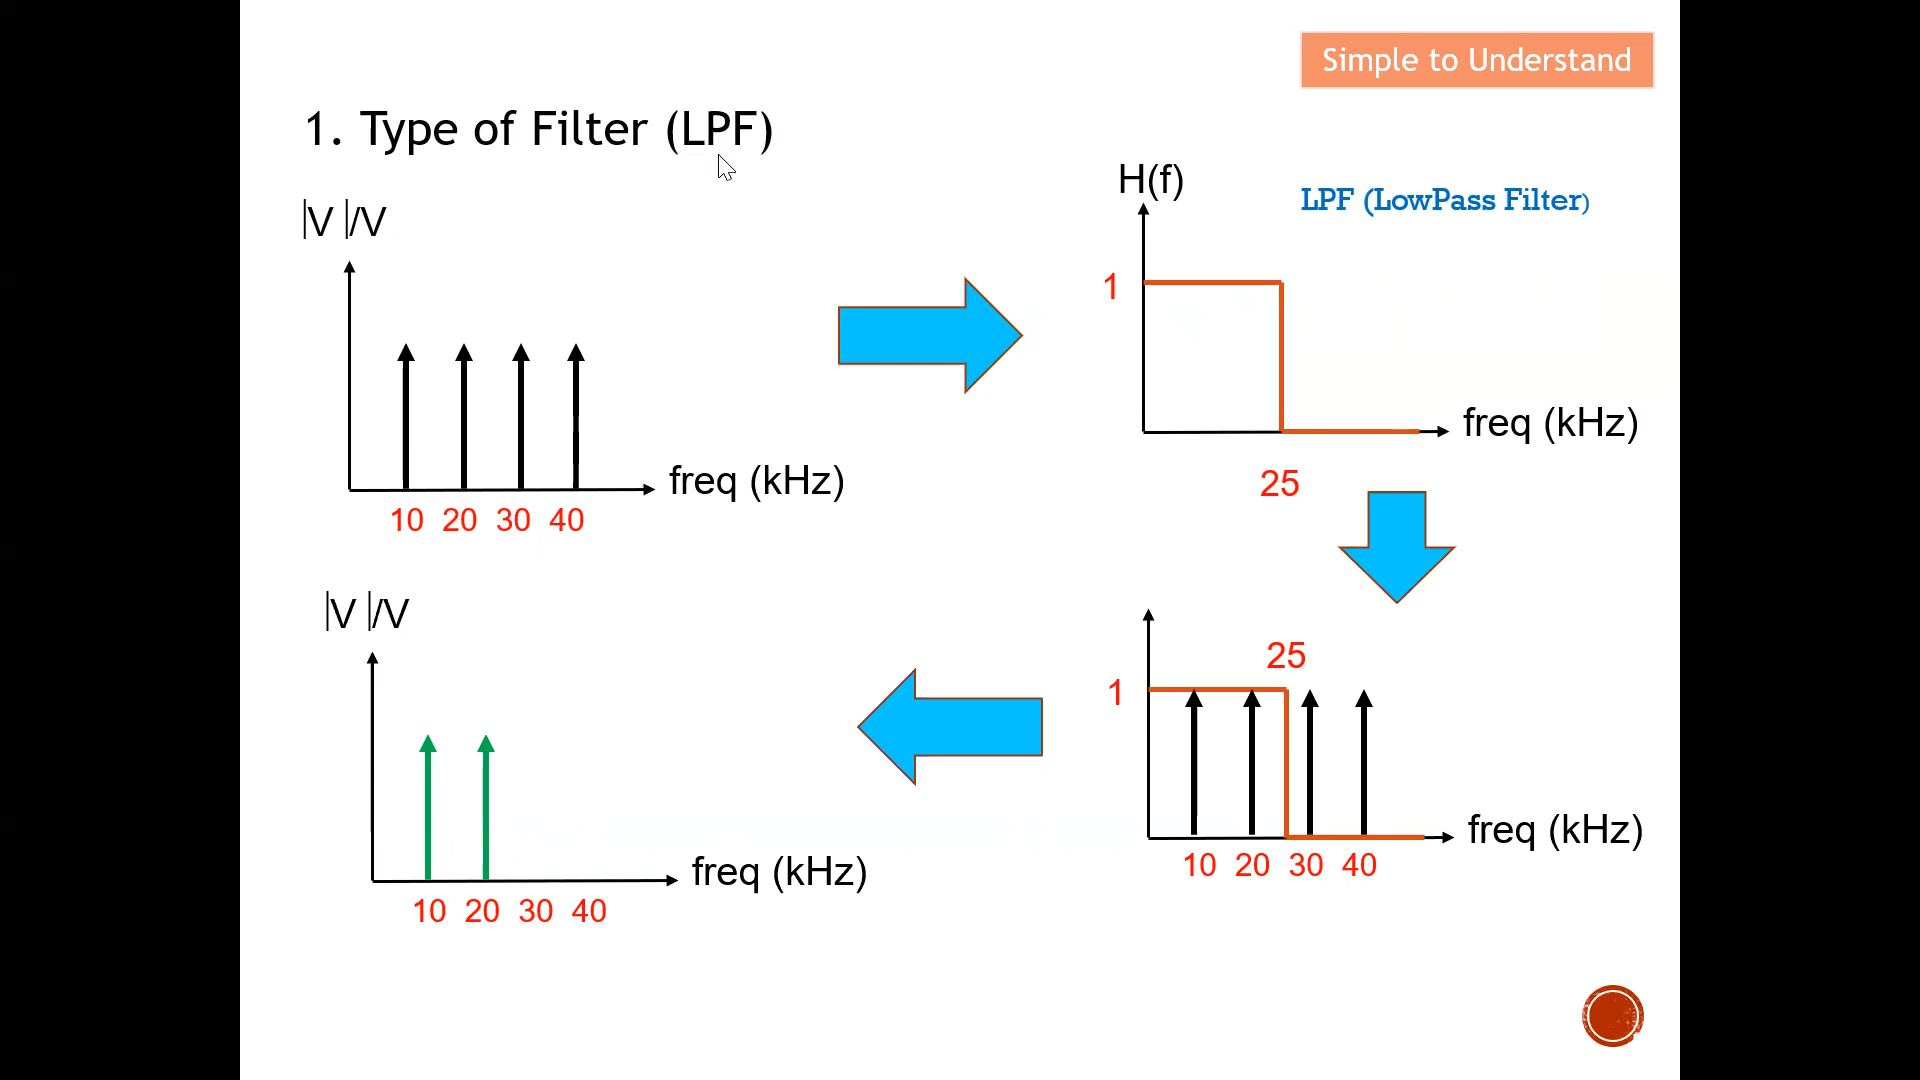 Simple to Understand
1. Type of Filter (LPF)
|V |/V
freq (kHz)
10 20 30 40
H(f)
LPF (LowPass Filter)
1
freq (kHz)
25
25
1
freq (kHz)
10 20 30 40
|V |/V
freq (kHz)
10 20 30 40